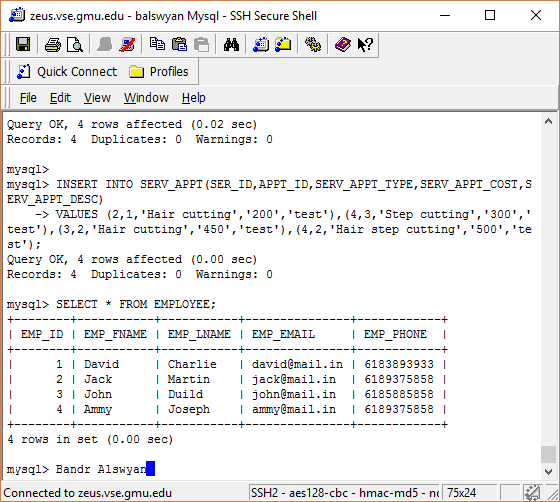 zeus.vse.gmu.edu - balswyan Mysql - SSH Secure Shell
Quick Connect Profiles
File Edit View Window Help
Query OK, 4 rows affected (0.02 sec)
Records: 4  Duplicates: 0  Warnings: 0
mysql>
mysql> INSERT INTO SERV_APPT(SER_ID,APPT_ID,SERV_APPT_TYPE,SERV_APPT_COST,S
ERV_APPT_DESC)
    -> VALUES (2,1,'Hair cutting','200','test'),(4,3,'Step cutting','300','
test'),(3,2,'Hair cutting','450','test'),(4,2,'Hair step cutting','500','te
st');
Query OK, 4 rows affected (0.00 sec)
Records: 4  Duplicates: 0  Warnings: 0
mysql> SELECT * FROM EMPLOYEE;
+--------+-----------+-----------+---------------+------------+
| EMP_ID | EMP_FNAME | EMP_LNAME | EMP_EMAIL     | EMP_PHONE  |
+--------+-----------+-----------+---------------+------------+
|      1 | David     | Charlie   | david@mail.in | 6183893933 |
|      2 | Jack      | Martin    | jack@mail.in  | 6189375858 |
|      3 | John      | Duild     | john@mail.in  | 6185885858 |
|      4 | Ammy      | Joseph    | ammy@mail.in  | 6189375858 |
+--------+-----------+-----------+---------------+------------+
4 rows in set (0.00 sec)
mysql> Bandr Alswyan
Connected to zeus.vse.gmu.edu SSH2 - aes128-cbc - hmac-md5 - nc 75x24